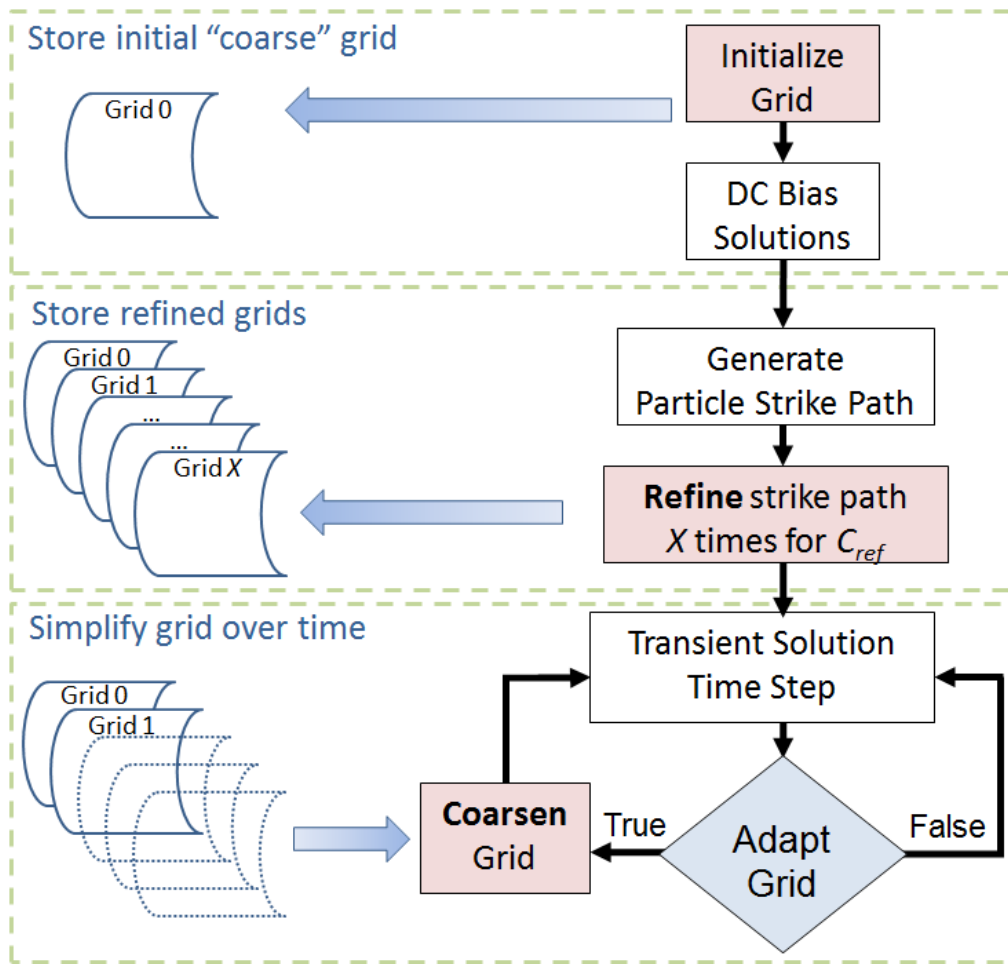 Store initial “coarse” grid
Grid 0
Initialize
Grid
DC Bias
Solutions
Store refined grids
Grid 0
Grid 1
...
...
Grid X
Generate
Particle Strike Path
Refine strike path
X times for Cref
Simplify grid over time
Grid 0
Grid 1
Transient Solution
Time Step
Coarsen
Grid
True
Adapt
Grid
False